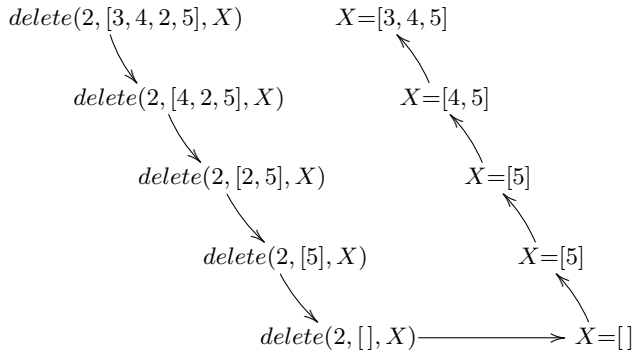 delete(2, [3, 4, 2, 5], X) X=[3, 4, 5]
delete(2, [4, 2, 5], X) X=[4, 5]
delete(2, [2, 5], X) X=[5]
delete(2, [5], X) X=[5]
delete(2, [ ], X) X=[ ]